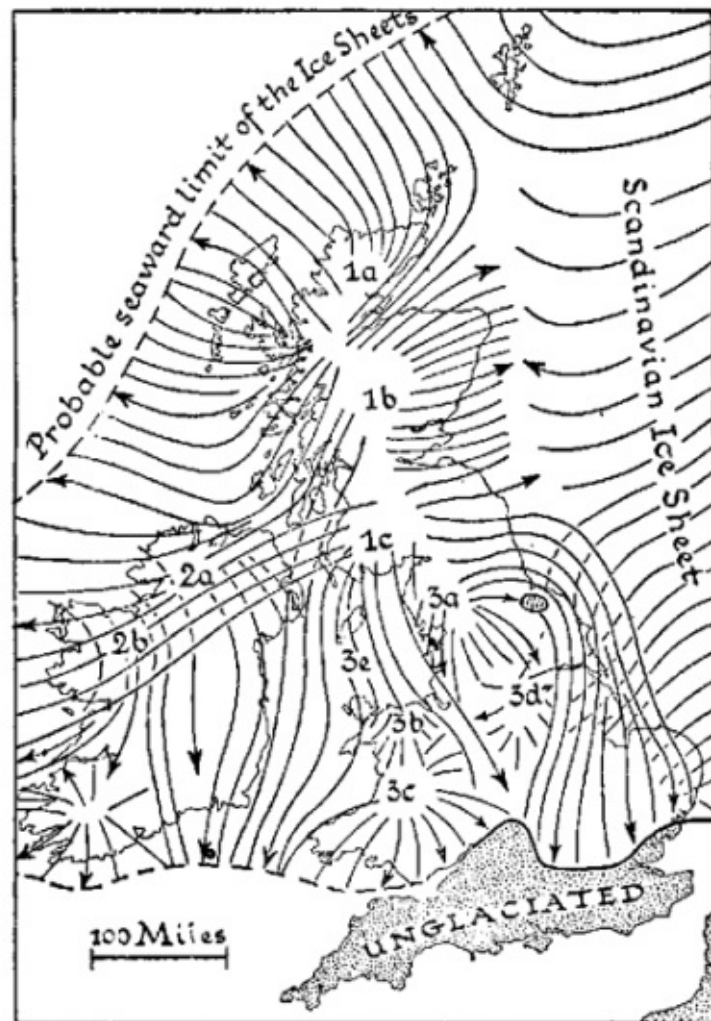 Probable seaward limit of the Ice Sheets
Scandinavian Ice Sheet
1a
1b
1c
2a
2b
3a
3e
3d
3b
3c
UNGLACIATED
100 Miles